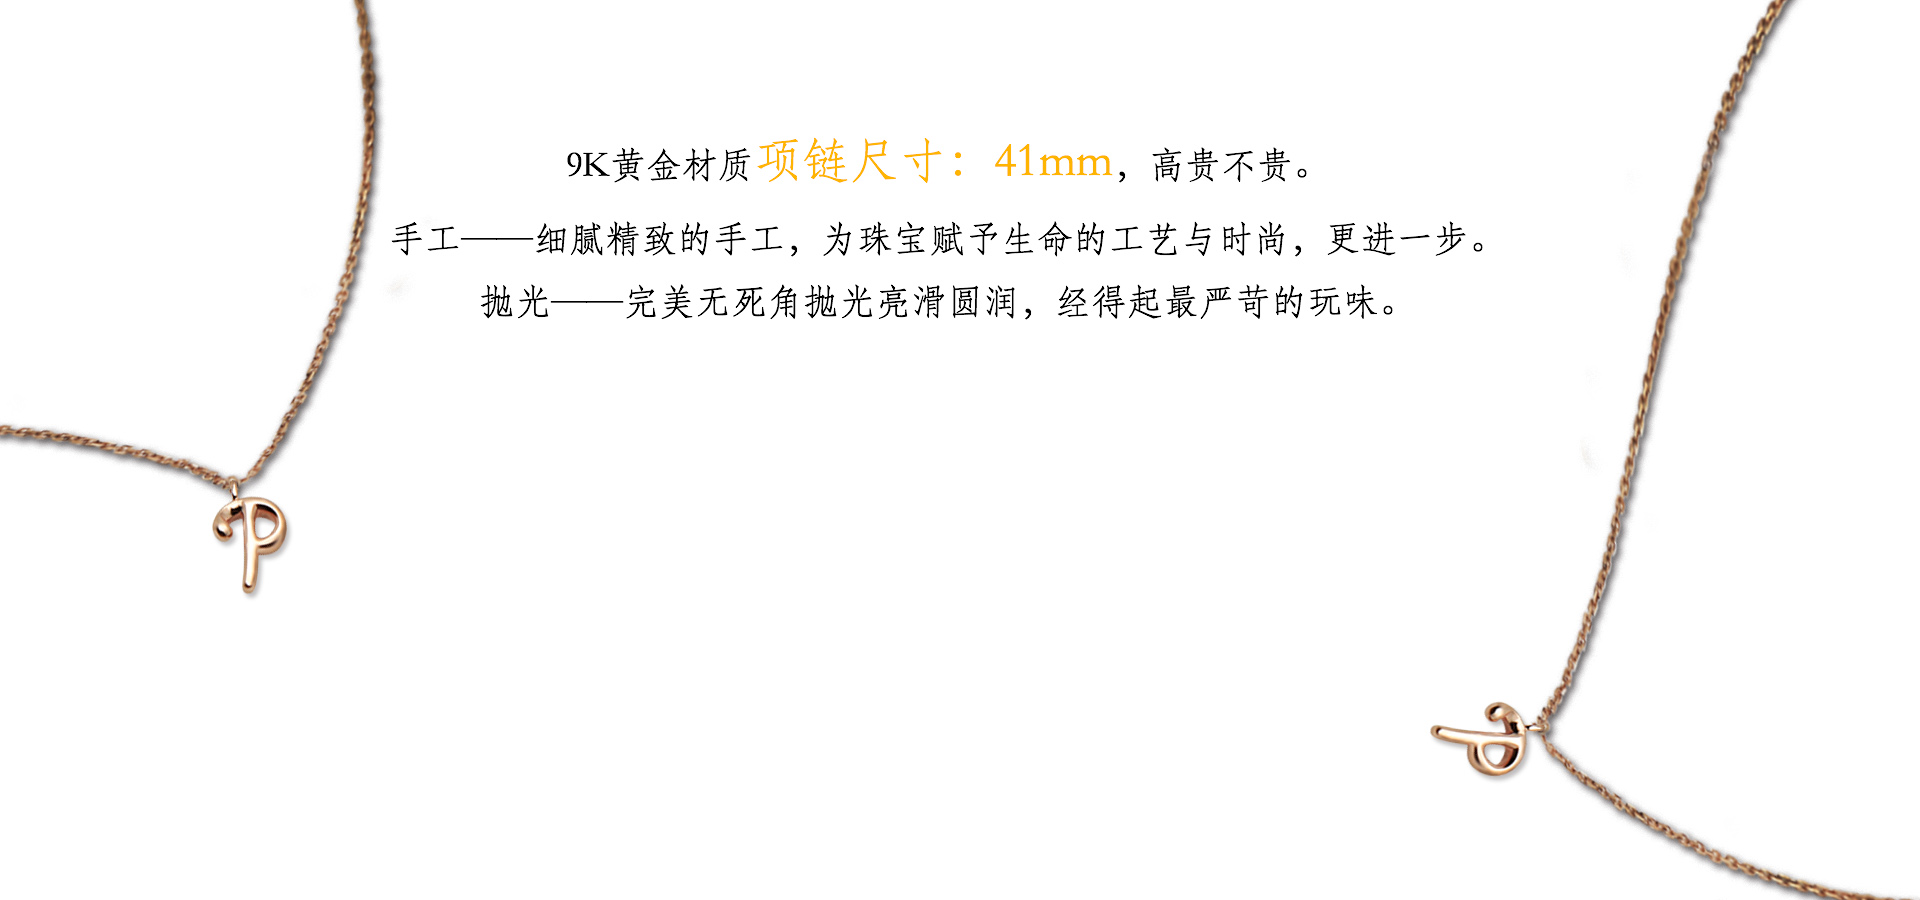 9K黄金材质项链尺寸：41mm，高贵不贵。
手工——细腻精致的手工，为珠宝赋予生命的工艺与时尚，更进一步。
抛光——完美无死角抛光亮滑圆润，经得起最严苛的玩味。